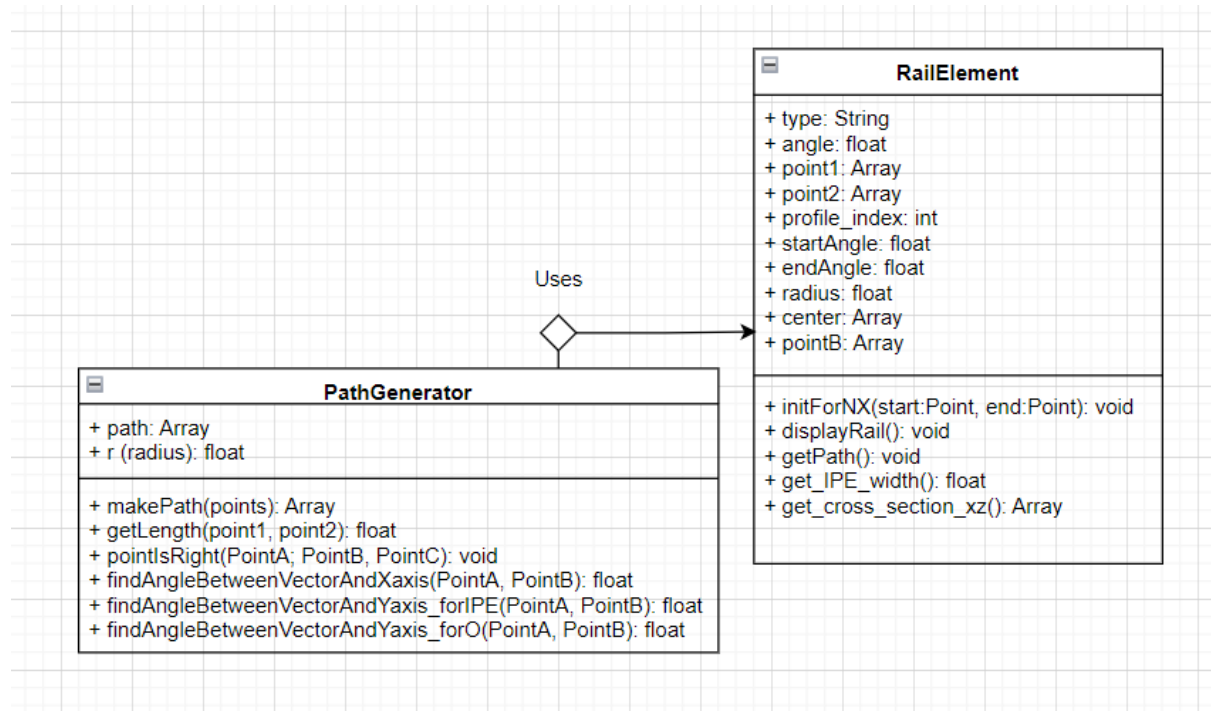 RailElement
+ type: String
+ angle: float
+ point1: Array
+ point2: Array
+ profile_index: int
+ startAngle: float
+ endAngle: float
+ radius: float
+ center: Array
+ pointB: Array
+ initForNX(start:Point, end:Point): void
+ displayRail(): void
+ getPath(): void
+ get_IPE_width(): float
+ get_cross_section_xz(): Array
Uses
PathGenerator
+ path: Array
+ r (radius): float
+ makePath(points): Array
+ getLength(point1, point2): float
+ pointIsRight(PointA; PointB, PointC): void
+ findAngleBetweenVectorAndXaxis(PointA, PointB): float
+ findAngleBetweenVectorAndYaxis_forIPE(PointA, PointB): float
+ findAngleBetweenVectorAndYaxis_forO(PointA, PointB): float